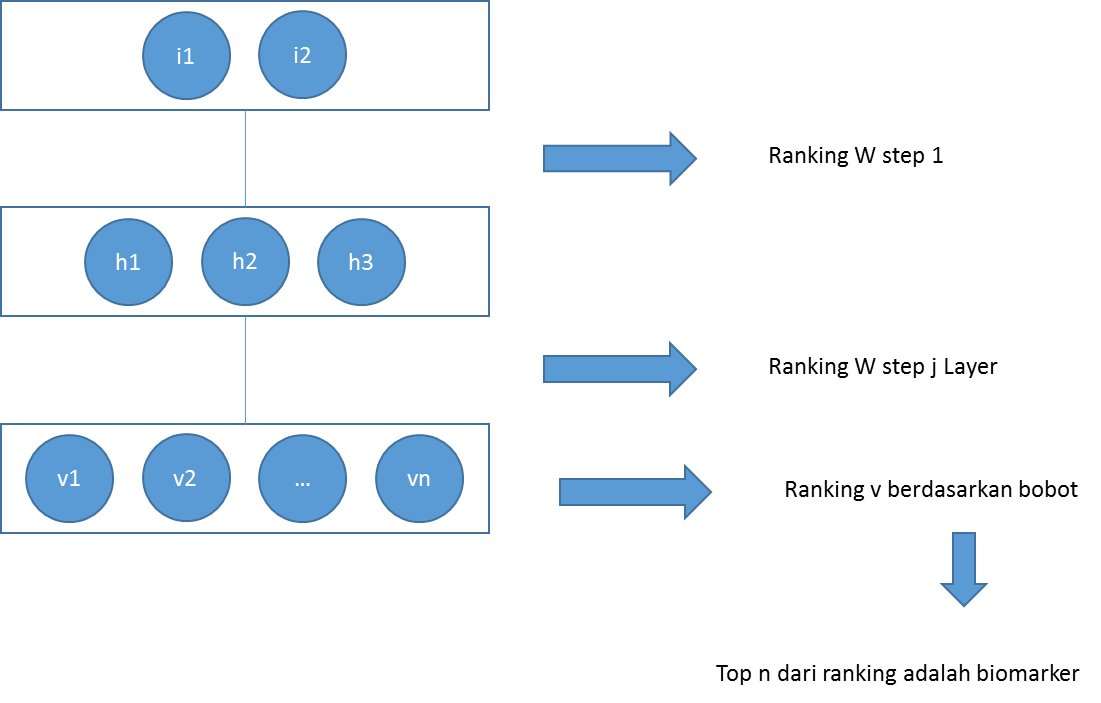 i1 i2
Ranking W step 1
h1 h2 h3
Ranking W step j Layer
v1 v2 ... vn
Ranking v berdasarkan bobot
Top n dari ranking adalah biomarker